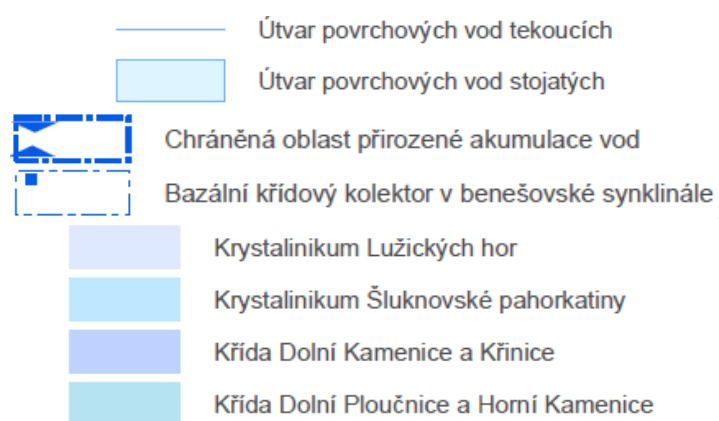 Útvar povrchových vod tekoucích
Útvar povrchových vod stojatých
Chráněná oblast přirozené akumulace vod
Bazální křídový kolektor v benešovské synklinále
Krystalinikum Lužických hor
Krystalinikum Šluknovské pahorkatiny
Křída Dolní Kamenice a Křinice
Křída Dolní Ploučnice a Horní Kamenice